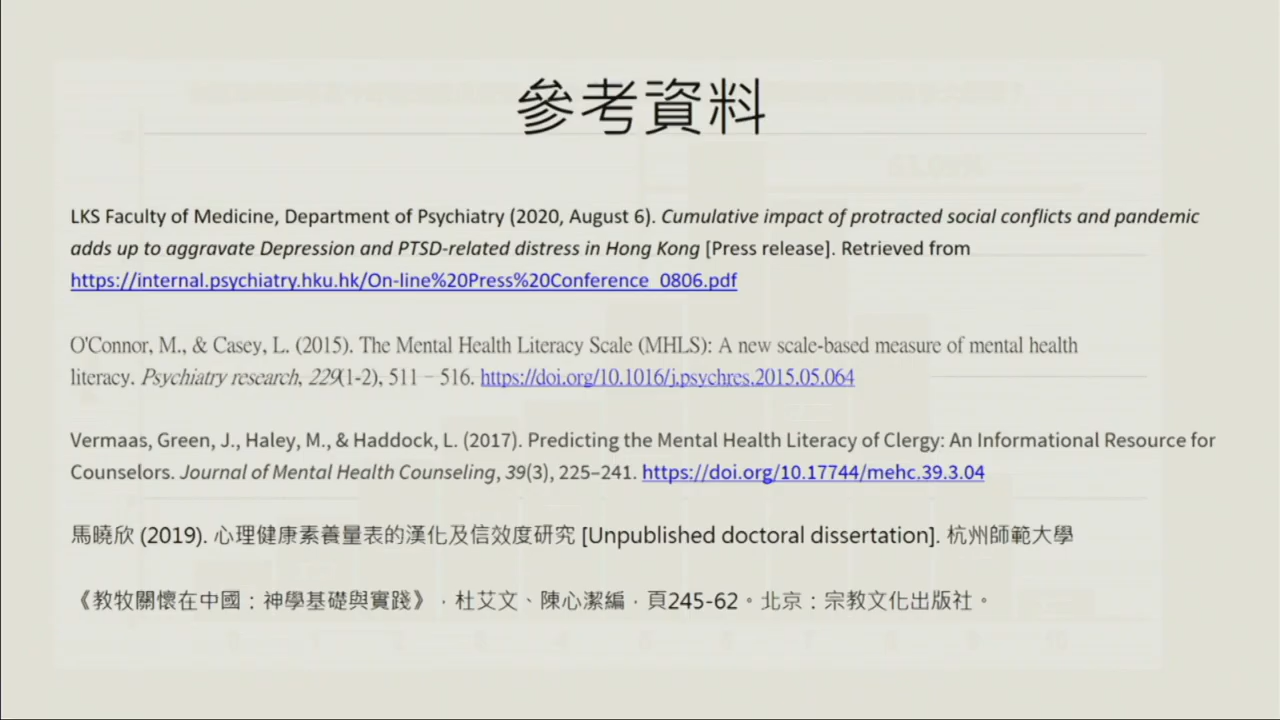 參考資料
LKS Faculty of Medicine, Department of Psychiatry (2020, August 6). Cumulative impact of protracted social conflicts and pandemic
adds up to aggravate Depression and PTSD-related distress in Hong Kong [Press release]. Retrieved from
https://internal.psychiatry.hku.hk/On-line%20Press%20Conference_0806.pdf
O'Connor, M., & Casey, L. (2015). The Mental Health Literacy Scale (MHLS): A new scale-based measure of mental health
literacy. Psychiatry research, 229(1-2), 511 – 516. https://doi.org/10.1016/j.psychres.2015.05.064
Vermaas, Green, J., Haley, M., & Haddock, L. (2017). Predicting the Mental Health Literacy of Clergy: An Informational Resource for
Counselors. Journal of Mental Health Counseling, 39(3), 225–241. https://doi.org/10.17744/mehc.39.3.04
馬曉欣 (2019). 心理健康素養量表的漢化及信效度研究 [Unpublished doctoral dissertation]. 杭州師範大學
《教牧關懷在中國：神學基礎與實踐》，杜艾文、陳心潔編，頁245-62。北京：宗教文化出版社。